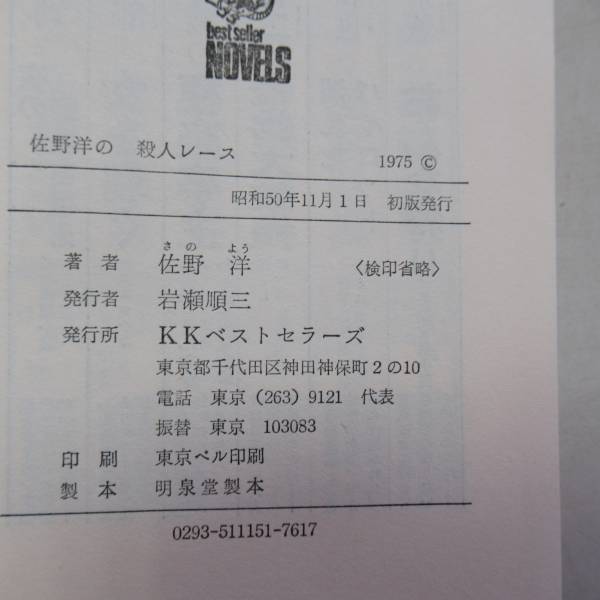 best seller
NOVELS
佐野洋の 殺人レース 1975 ©
昭和50年11月1日 初版発行
さの よう
著者 佐野 洋 〈検印省略〉
発行者 岩瀬順三
発行所 KKベストセラーズ
東京都千代田区神田神保町2の10
電話 東京 (263) 9121 代表
振替 東京 103083
印刷 東京ベル印刷
製本 明泉堂製本
0293-511151-7617